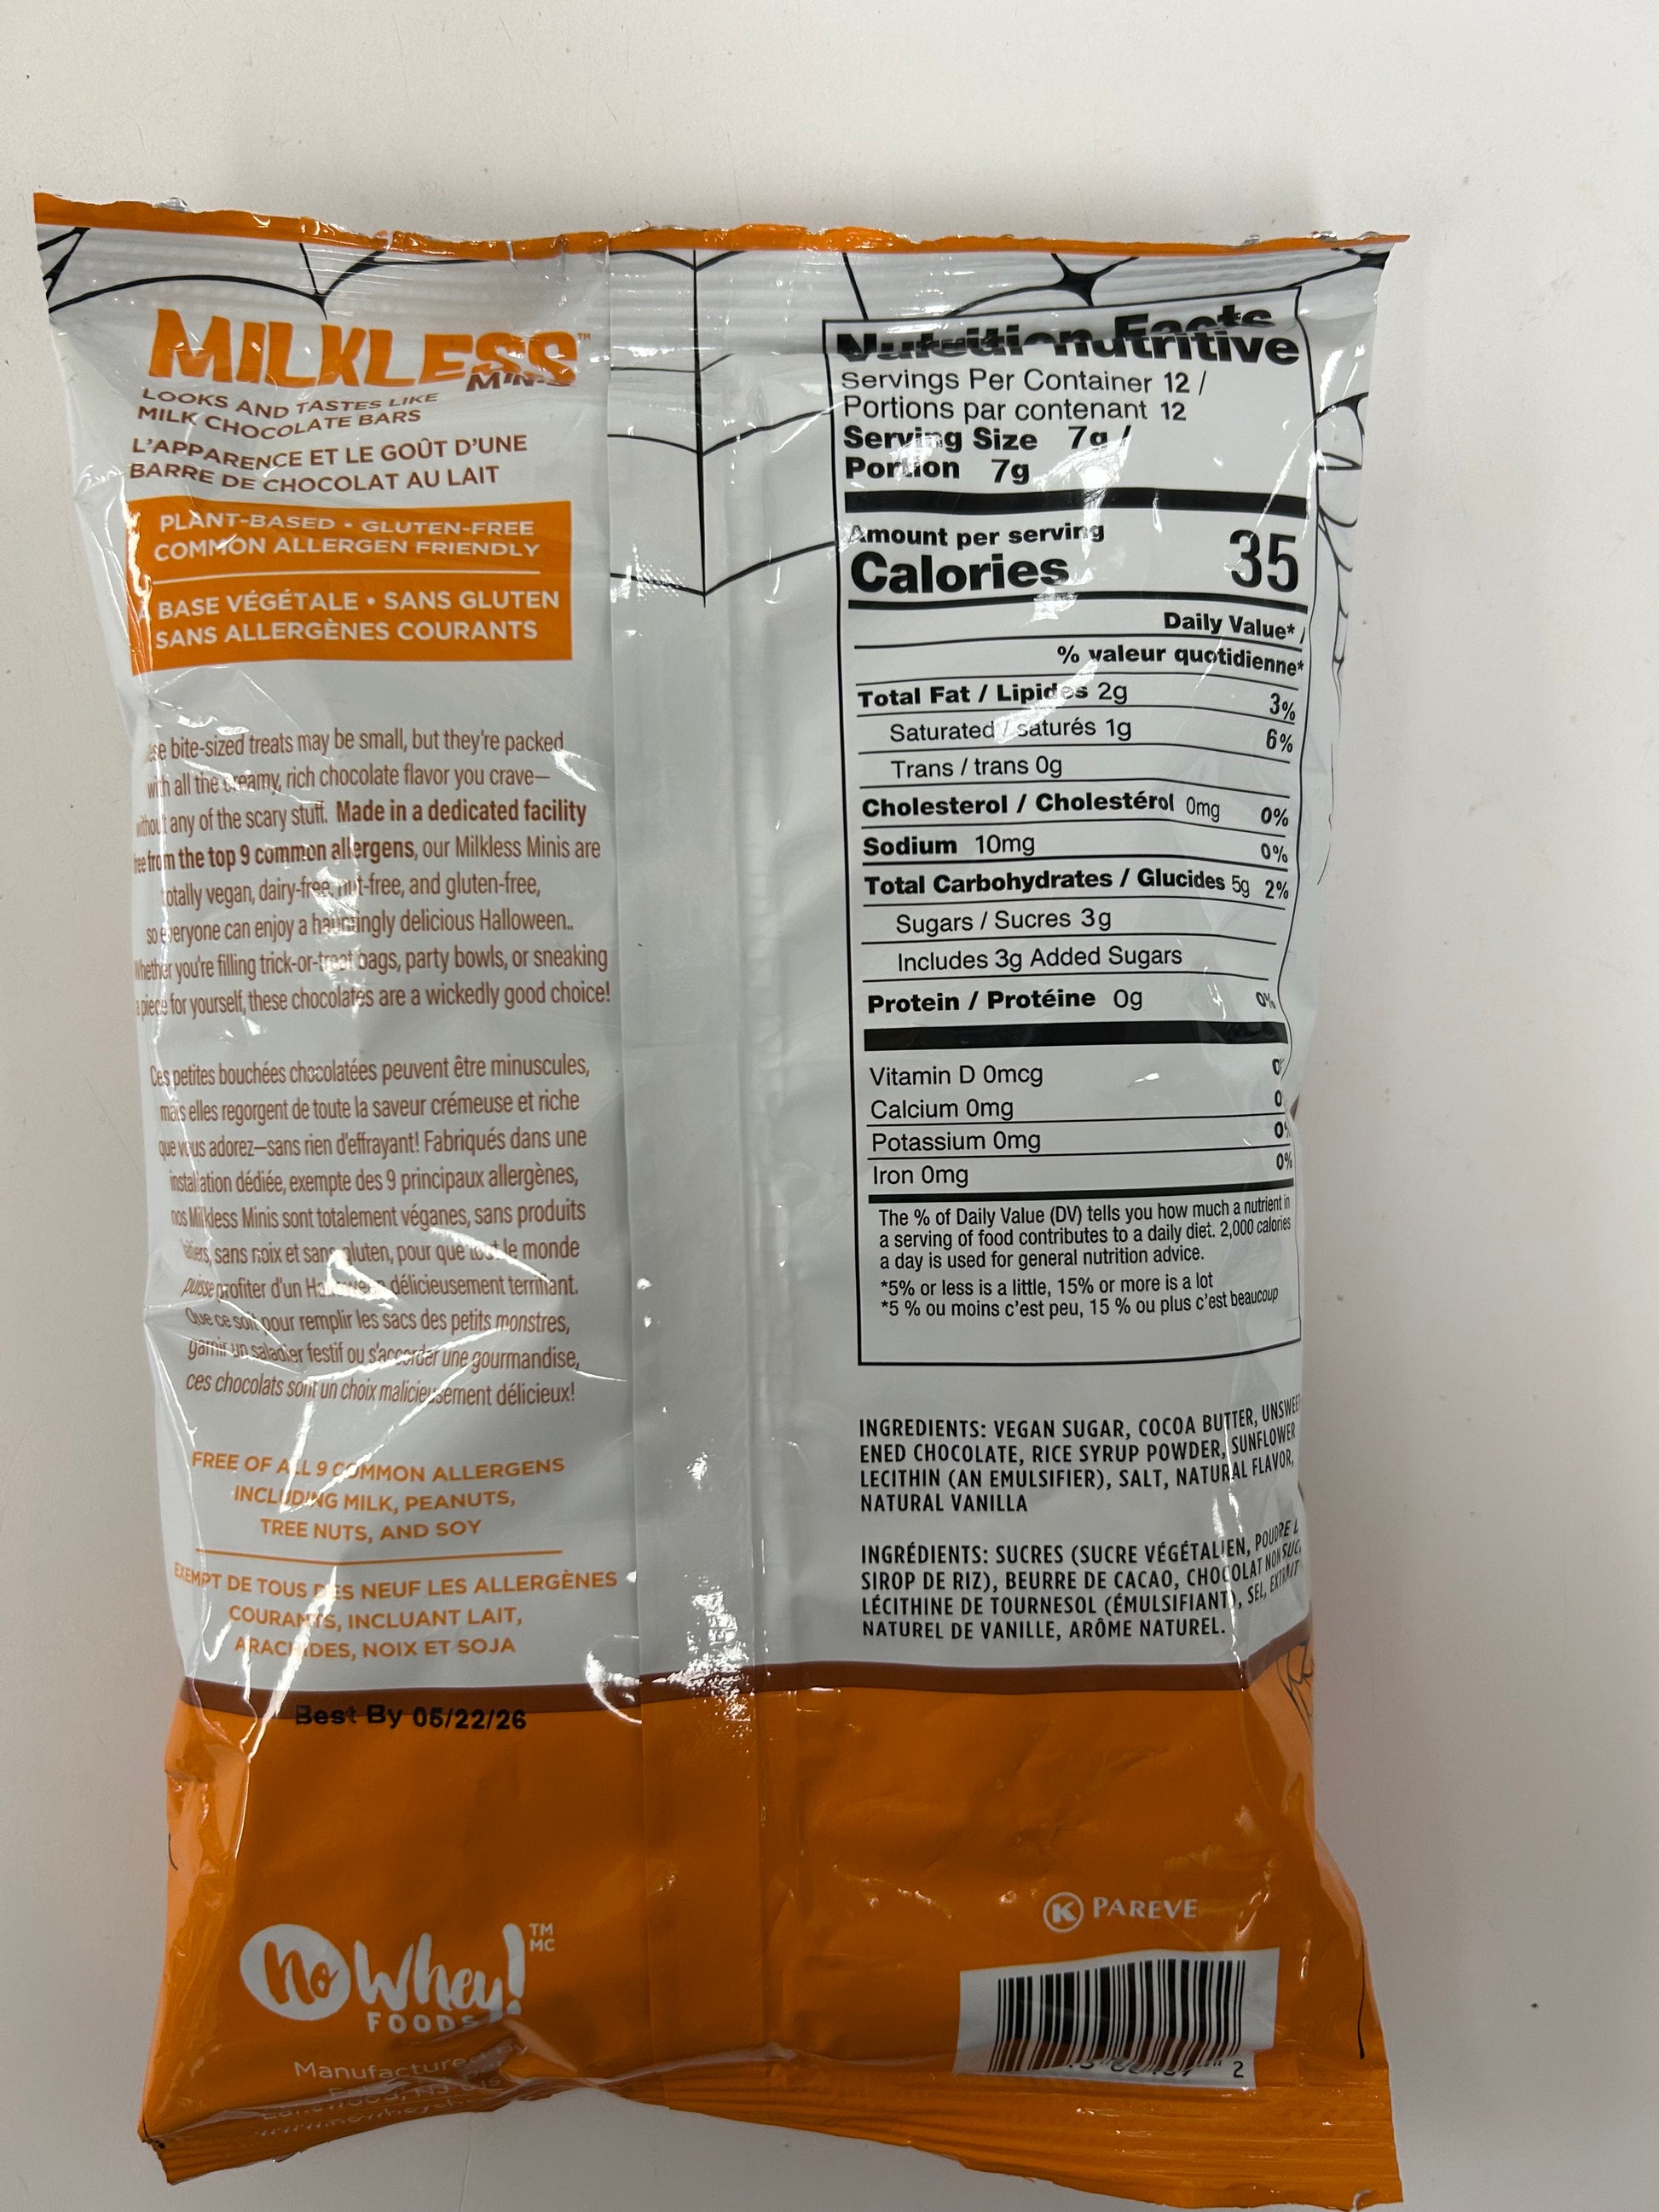 MILKLESS™
MINIS
LOOKS AND TASTES LIKE
MILK CHOCOLATE BARS
L'APPARENCE ET LE GOÛT D'UNE
BARRE DE CHOCOLAT AU LAIT
PLANT-BASED • GLUTEN-FREE
COMMON ALLERGEN FRIENDLY
BASE VÉGÉTALE • SANS GLUTEN
SANS ALLERGÈNES COURANTS
bite-sized treats may be small, but they're packed
with all the creamy, rich chocolate flavor you crave—
without any of the scary stuff. Made in a dedicated facility
free from the top 9 common allergens, our Milkless Minis are
totally vegan, dairy-free, nut-free, and gluten-free,
so everyone can enjoy a hauntingly delicious Halloween..
Whether you're filling trick-or-treat bags, party bowls, or sneaking
a piece for yourself, these chocolates are a wickedly good choice!
Ces petites bouchées chocolatées peuvent être minuscules,
mais elles regorgent de toute la saveur crémeuse et riche
que vous adorez—sans rien d'effrayant! Fabriqués dans une
installation dédiée, exempte des 9 principaux allergènes,
nos Milkless Minis sont totalement véganes, sans produits
laitiers, sans noix et sans gluten, pour que tout le monde
puisse profiter d'un Halloween délicieusement terrifiant.
Que ce soit pour remplir les sacs des petits monstres,
garnir un saladier festif ou s'accorder une gourmandise,
ces chocolats sont un choix malicieusement délicieux!
FREE OF ALL 9 COMMON ALLERGENS
INCLUDING MILK, PEANUTS,
TREE NUTS, AND SOY
EXEMPT DE TOUS DES NEUF LES ALLERGÈNES
COURANTS, INCLUANT LAIT,
ARACHIDES, NOIX ET SOJA
Best By 05/22/26
no Whey! TM
MC
FOODS
Manufactured by
Nutrition Facts
nutritive
Servings Per Container 12 /
Portions par contenant 12
Serving Size 7g /
Portion 7g
Amount per serving
Calories 35
Daily Value* /
% valeur quotidienne*
Total Fat / Lipides 2g 3%
Saturated / saturés 1g 6%
Trans / trans 0g
Cholesterol / Cholestérol 0mg 0%
Sodium 10mg 0%
Total Carbohydrates / Glucides 5g 2%
Sugars / Sucres 3g
Includes 3g Added Sugars
Protein / Protéine 0g 0%
Vitamin D 0mcg 0
Calcium 0mg 0
Potassium 0mg 0%
Iron 0mg 0%
The % of Daily Value (DV) tells you how much a nutrient in
a serving of food contributes to a daily diet. 2,000 calories
a day is used for general nutrition advice.
*5% or less is a little, 15% or more is a lot
*5 % ou moins c'est peu, 15 % ou plus c'est beaucoup
INGREDIENTS: VEGAN SUGAR, COCOA BUTTER, UNSWEET
ENED CHOCOLATE, RICE SYRUP POWDER, SUNFLOWER
LECITHIN (AN EMULSIFIER), SALT, NATURAL FLAVOR,
NATURAL VANILLA
INGRÉDIENTS: SUCRES (SUCRE VÉGÉTALIEN, POUDRE
SIROP DE RIZ), BEURRE DE CACAO, CHOCOLAT NON SUC
LÉCITHINE DE TOURNESOL (ÉMULSIFIANT), SEL, EXTRAIT
NATUREL DE VANILLE, ARÔME NATUREL.
K PAREVE
2